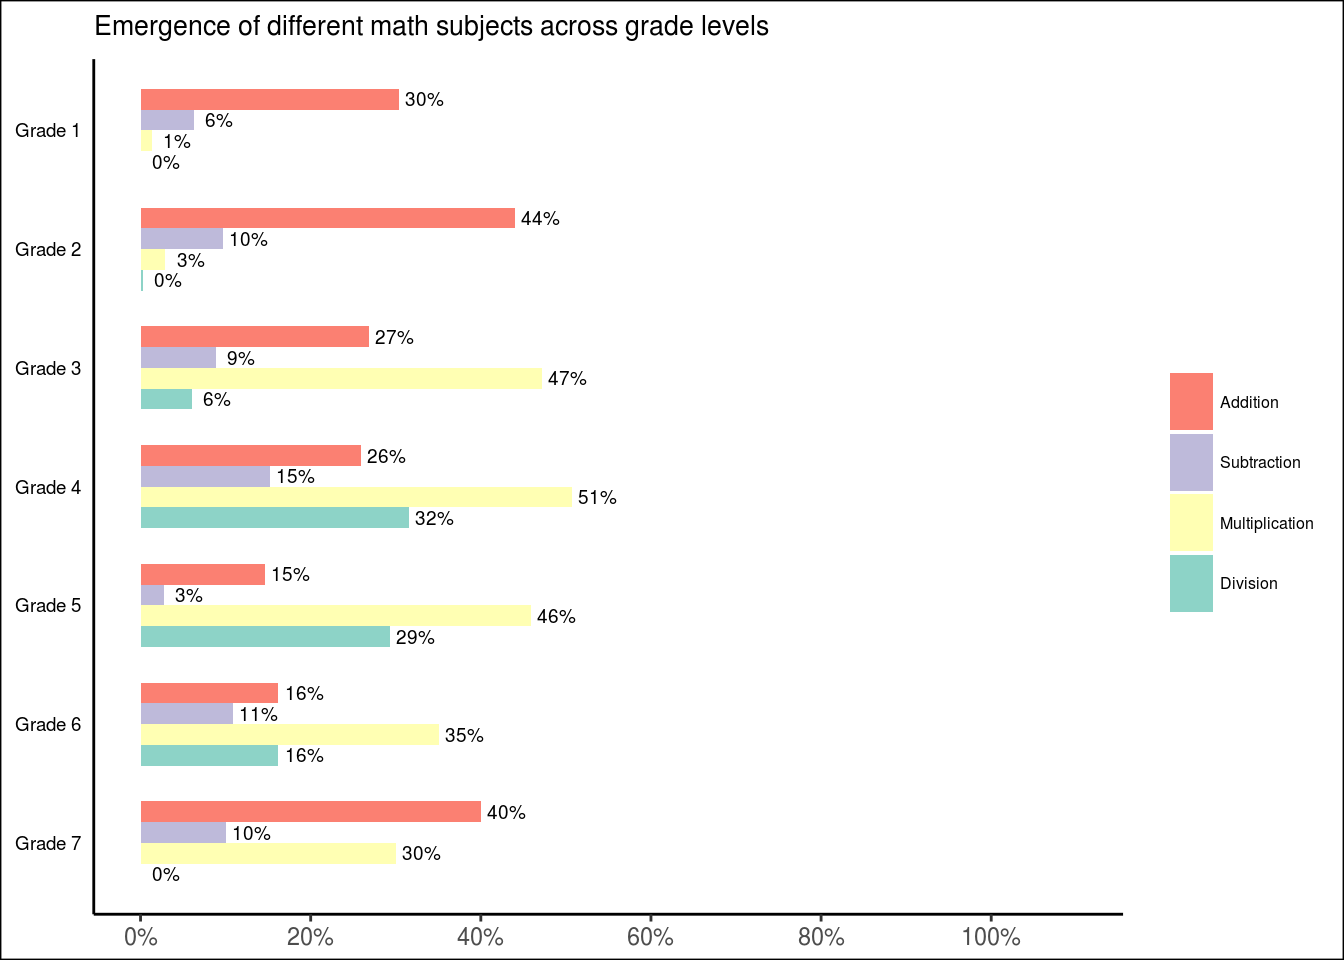 Emergence of different math subjects across grade levels
Grade 1
30%
6%
1%
0%
Grade 2
44%
10%
3%
0%
Grade 3
27%
9%
47%
6%
Grade 4
26%
15%
51%
32%
Grade 5
15%
3%
46%
29%
Grade 6
16%
11%
35%
16%
Grade 7
40%
10%
30%
0%
0% 20% 40% 60% 80% 100%
Addition
Subtraction
Multiplication
Division